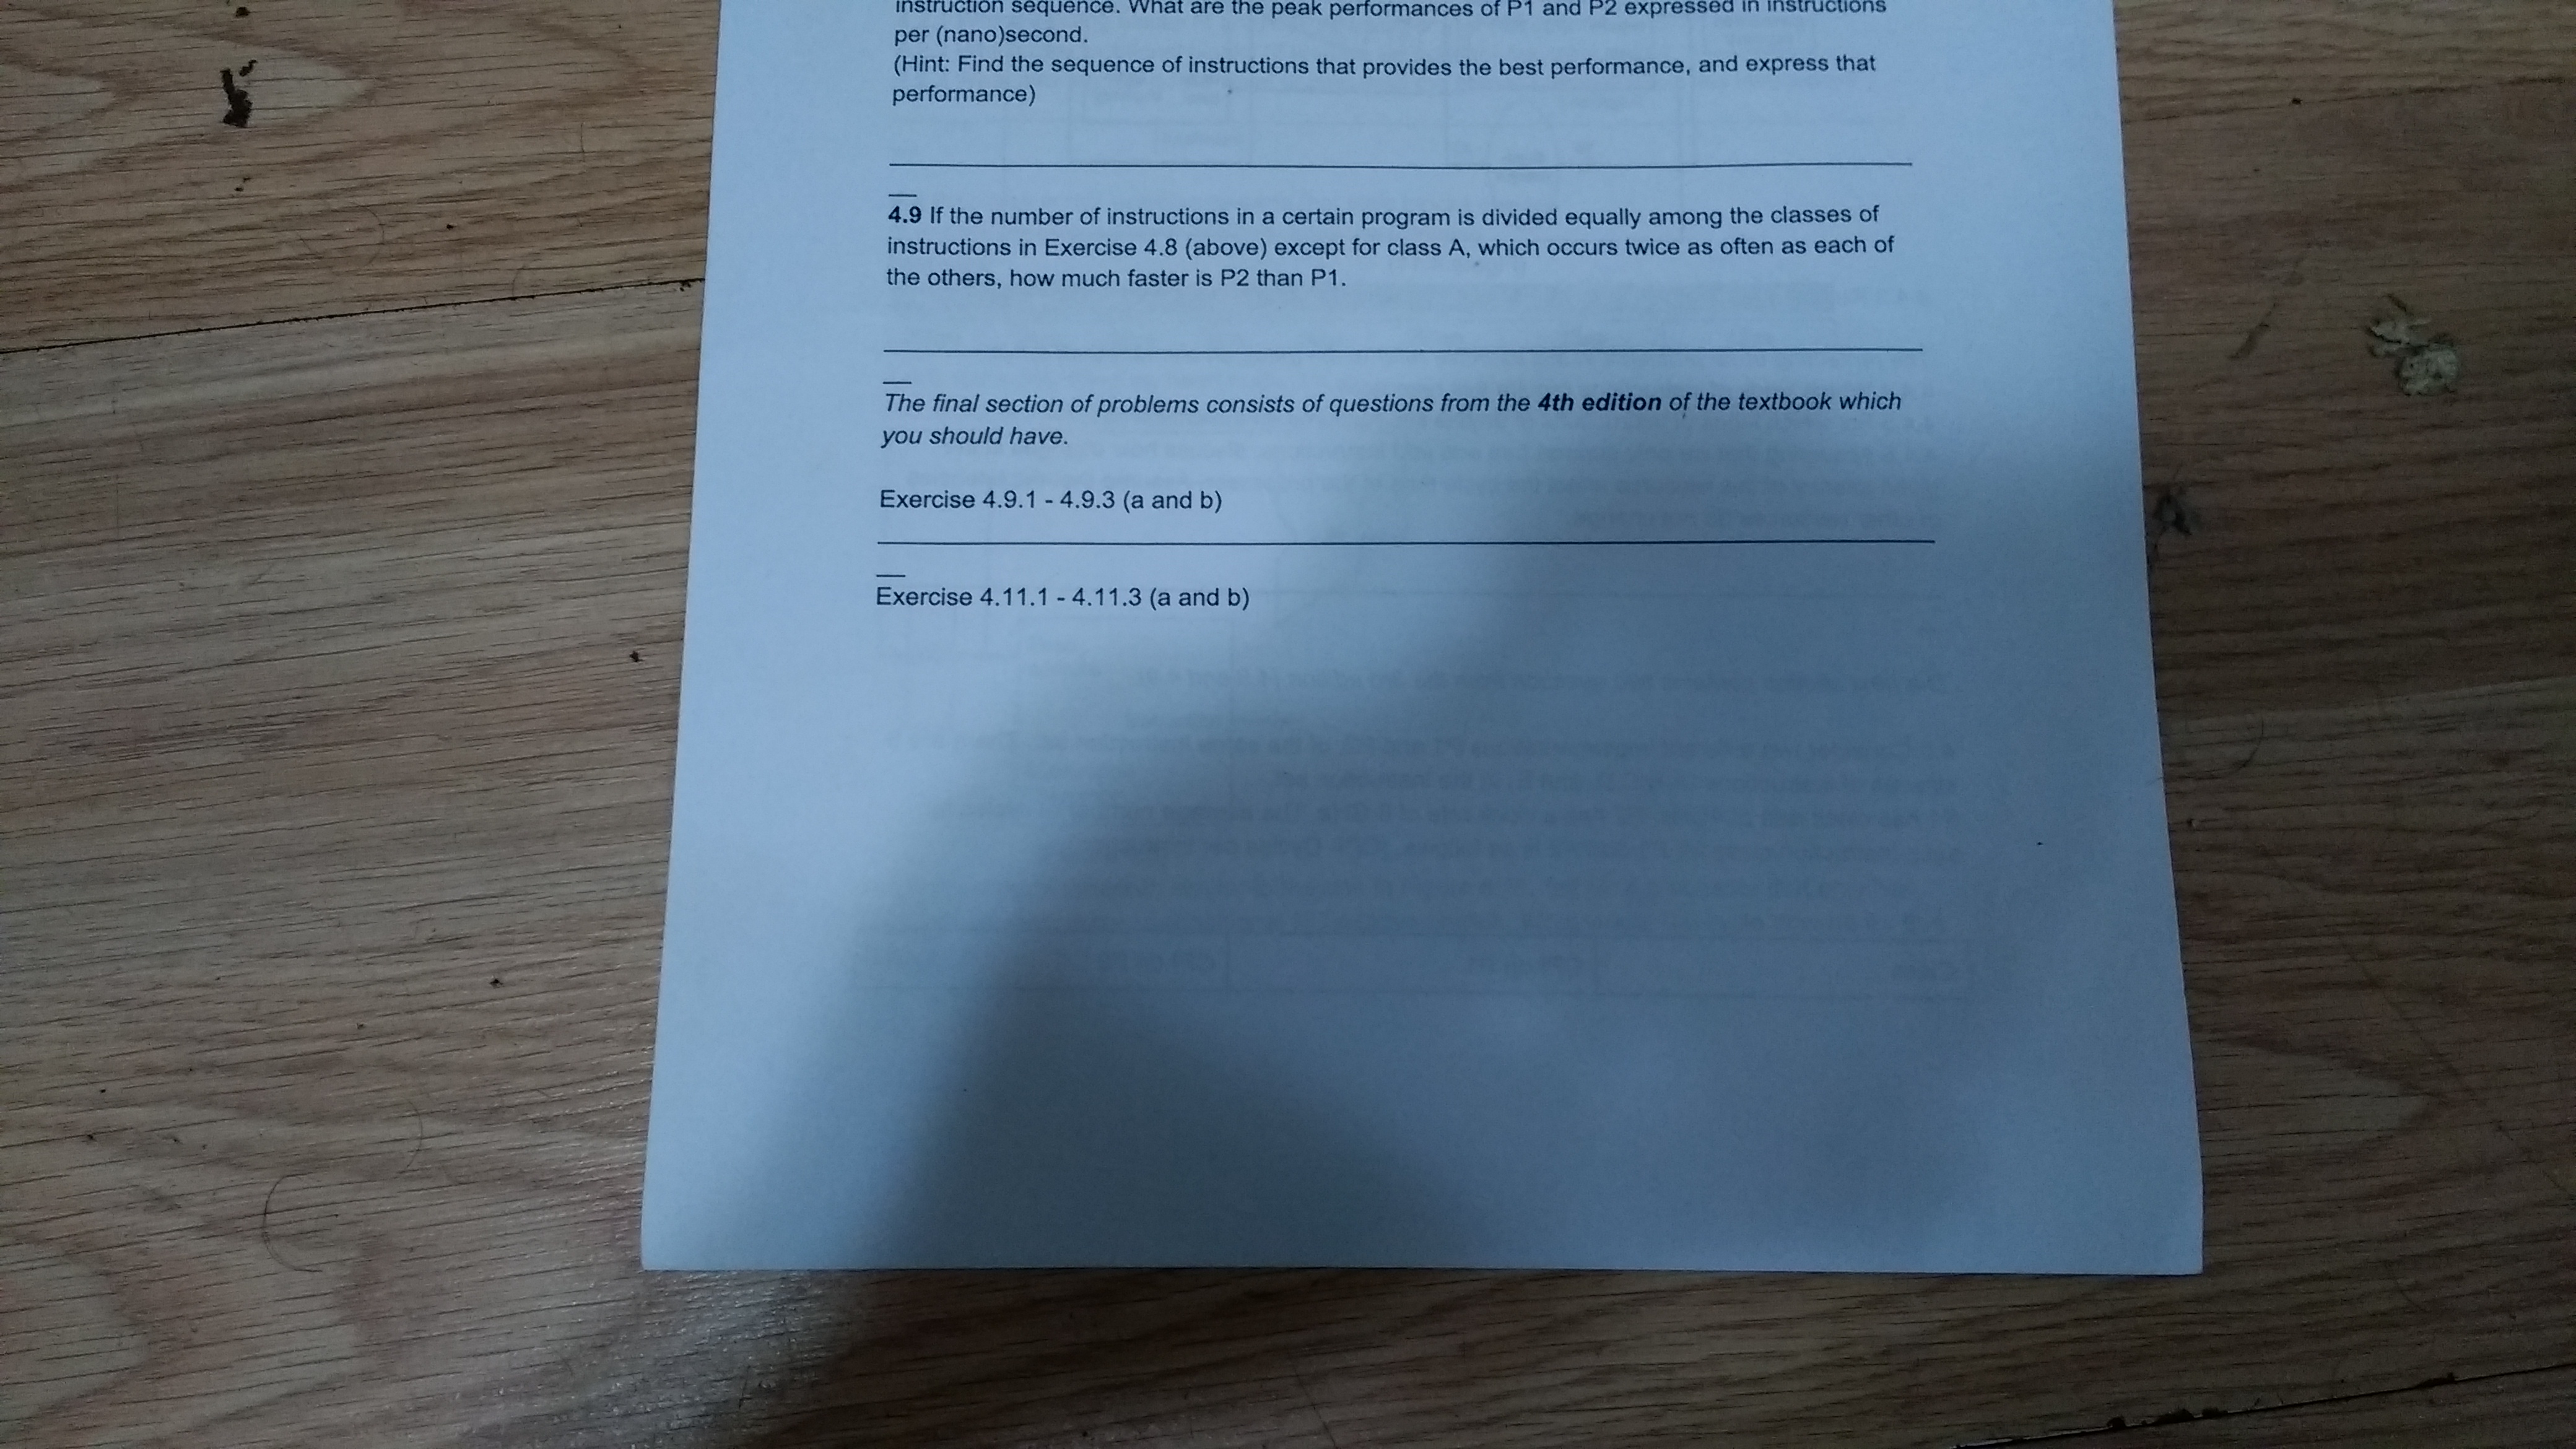 instruction sequence. What are the peak performances of P1 and P2 expressed in instructions
per (nano)second.
(Hint: Find the sequence of instructions that provides the best performance, and express that
performance)
4.9 If the number of instructions in a certain program is divided equally among the classes of
instructions in Exercise 4.8 (above) except for class A, which occurs twice as often as each of
the others, how much faster is P2 than P1.
The final section of problems consists of questions from the 4th edition of the textbook which
you should have.
Exercise 4.9.1 - 4.9.3 (a and b)
Exercise 4.11.1 - 4.11.3 (a and b)